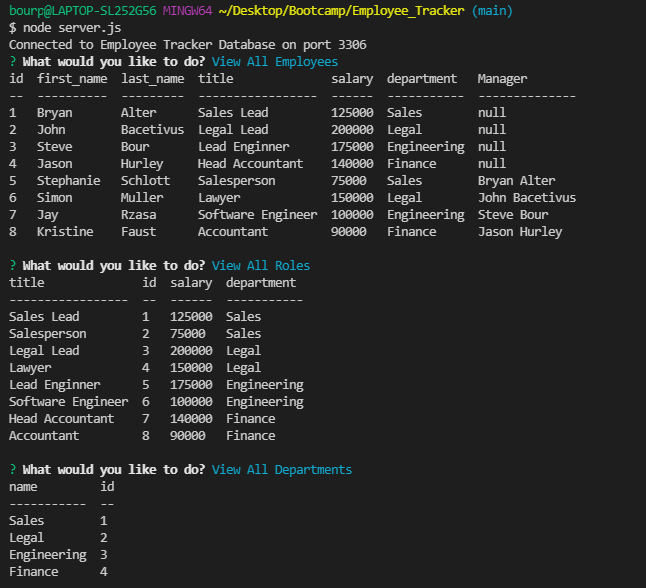 bourp@LAPTOP-SL252G56 MINGW64 ~/Desktop/Bootcamp/Employee_Tracker (main)
$ node server.js
Connected to Employee Tracker Database on port 3306
? What would you like to do? View All Employees
id  first_name  last_name  title              salary  department   Manager
--  ----------  ---------  -----------------  ------  -----------  --------------
1   Bryan       Alter      Sales Lead         125000  Sales        null
2   John        Bacetivus  Legal Lead         200000  Legal        null
3   Steve       Bour       Lead Enginner      175000  Engineering  null
4   Jason       Hurley     Head Accountant    140000  Finance      null
5   Stephanie   Schlott    Salesperson        75000   Sales        Bryan Alter
6   Simon       Muller     Lawyer             150000  Legal        John Bacetivus
7   Jay         Rzasa      Software Engineer  100000  Engineering  Steve Bour
8   Kristine    Faust      Accountant         90000   Finance      Jason Hurley
? What would you like to do? View All Roles
title              id  salary  department
-----------------  --  ------  -----------
Sales Lead         1   125000  Sales
Salesperson        2   75000   Sales
Legal Lead         3   200000  Legal
Lawyer             4   150000  Legal
Lead Enginner      5   175000  Engineering
Software Engineer  6   100000  Engineering
Head Accountant    7   140000  Finance
Accountant         8   90000   Finance
? What would you like to do? View All Departments
name         id
-----------  --
Sales        1
Legal        2
Engineering  3
Finance      4